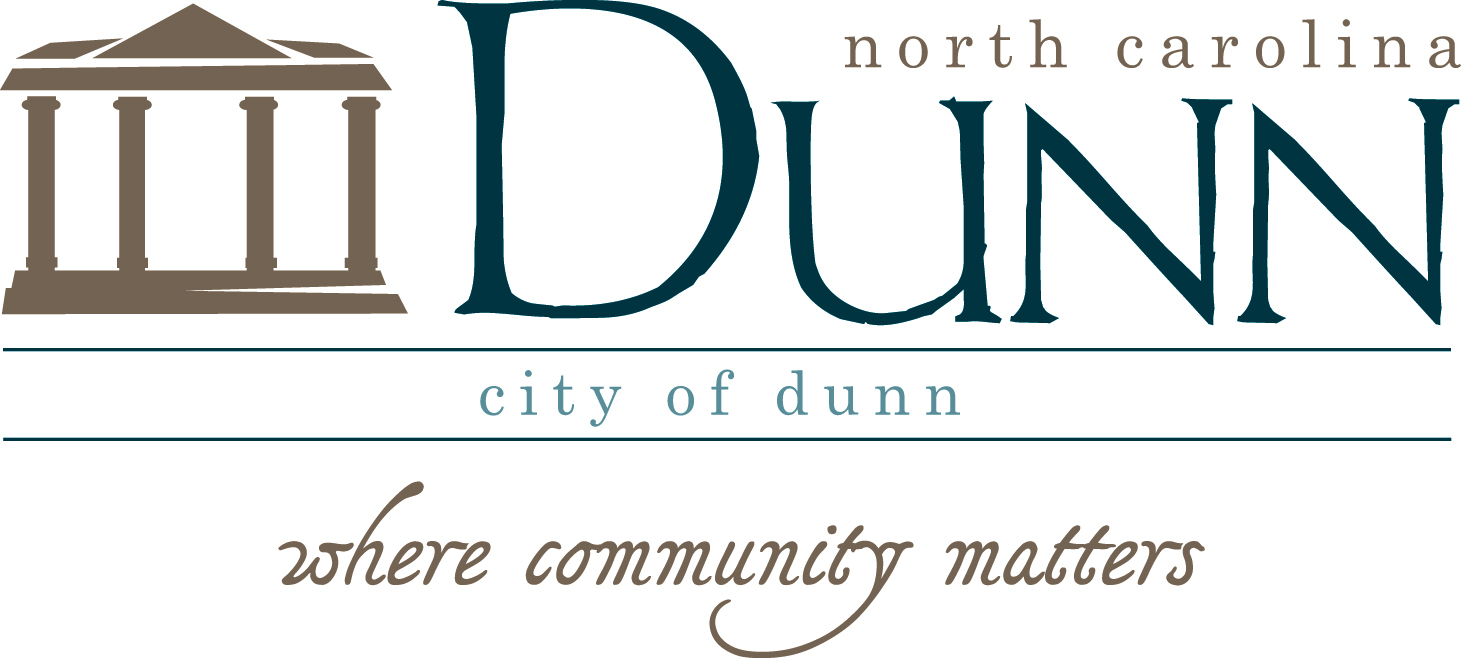 north carolina
DUNN
city of dunn
where community matters